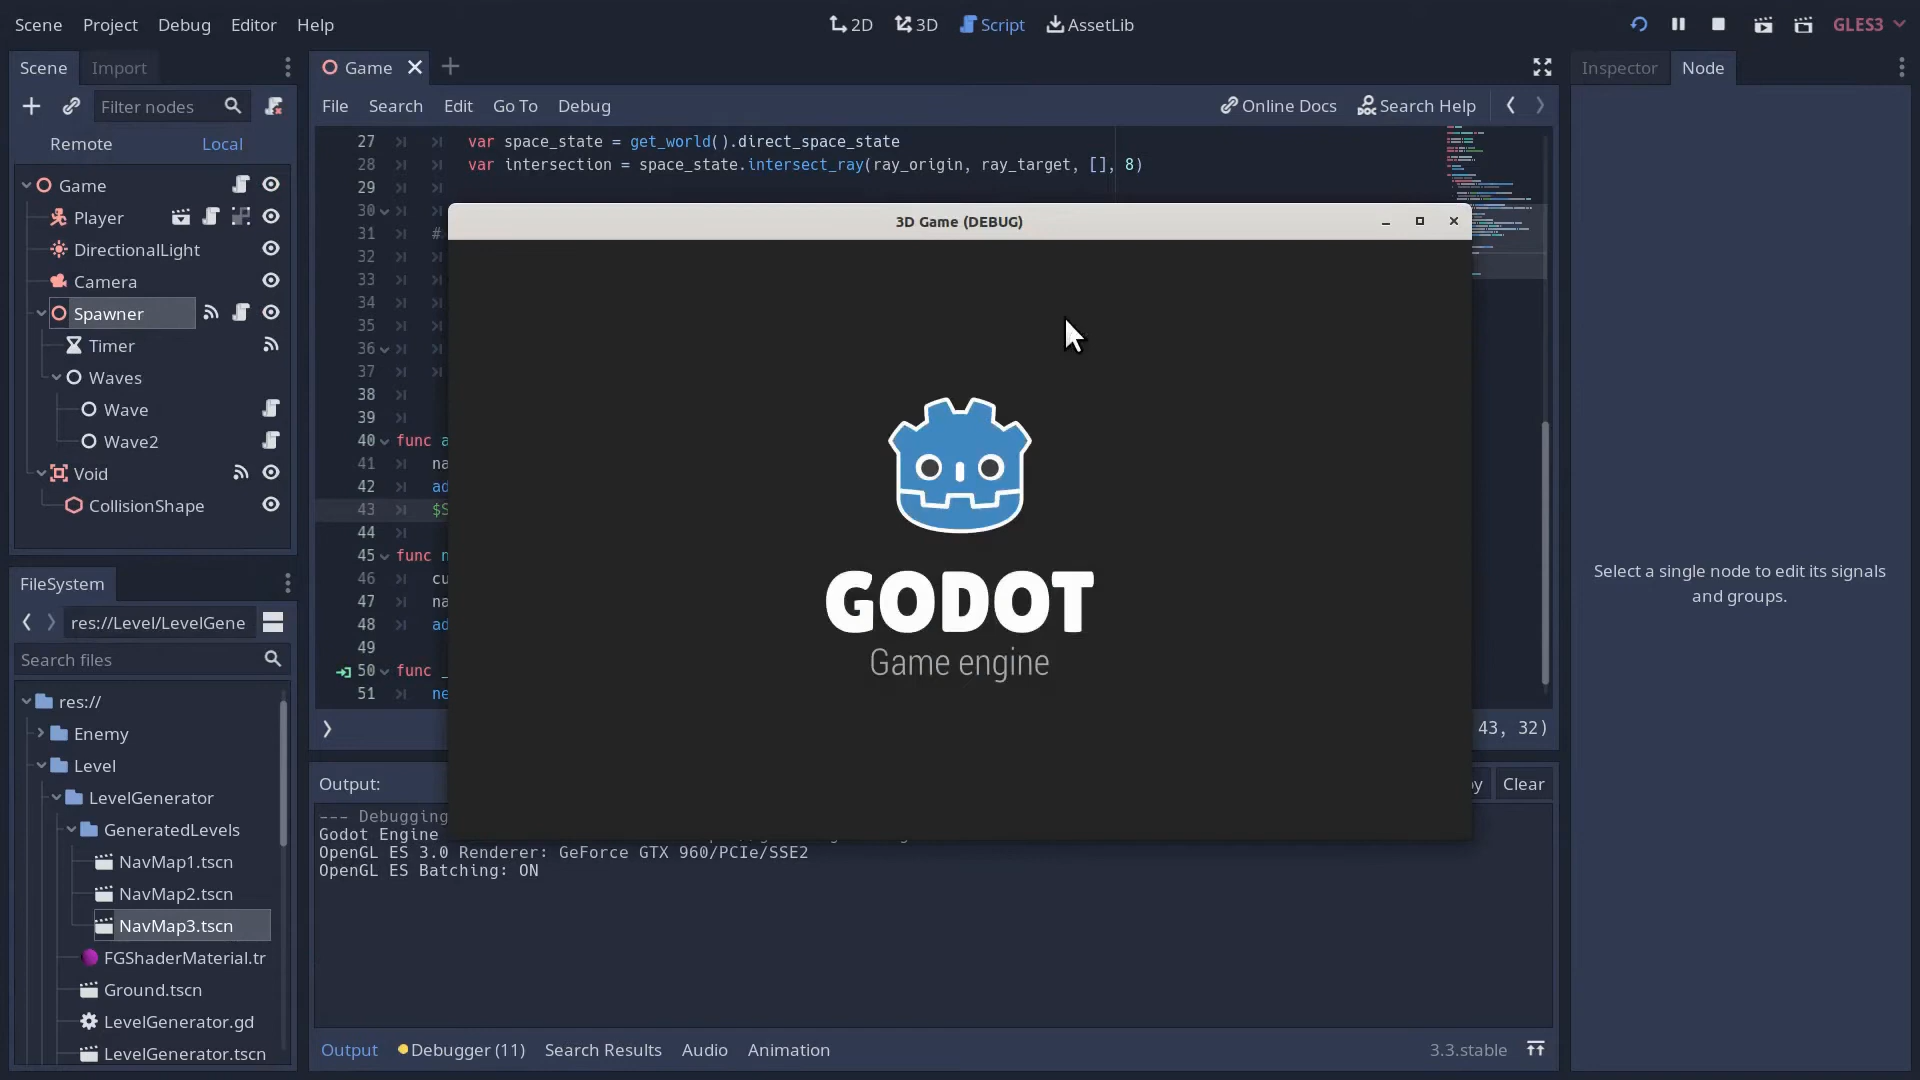 Scene Project Debug Editor Help
2D 3D Script AssetLib
GLES3
Scene Import
Game
Inspector Node
Filter nodes
File Search Edit Go To Debug
Online Docs Search Help
Remote Local
Game
Player
DirectionalLight
Camera
Spawner
Timer
Waves
Wave
Wave2
Void
CollisionShape
27 var space_state = get_world().direct_space_state
28 var intersection = space_state.intersect_ray(ray_origin, ray_target, [], 8)
29
30
31 #
32
33
34
35
36
37
38
39
40 func a
41 na
42 ad
43 $S
44
45 func n
46 cu
47 na
48 ad
49
50 func _
51 ne
43, 32)
3D Game (DEBUG)
GODOT
Game engine
Select a single node to edit its signals
and groups.
FileSystem
res://Level/LevelGene
Search files
res://
Enemy
Level
LevelGenerator
GeneratedLevels
NavMap1.tscn
NavMap2.tscn
NavMap3.tscn
FGShaderMaterial.tr
Ground.tscn
LevelGenerator.gd
LevelGenerator.tscn
Output:
py Clear
--- Debugging
Godot Engine
OpenGL ES 3.0 Renderer: GeForce GTX 960/PCIe/SSE2
OpenGL ES Batching: ON
Output Debugger (11) Search Results Audio Animation
3.3.stable